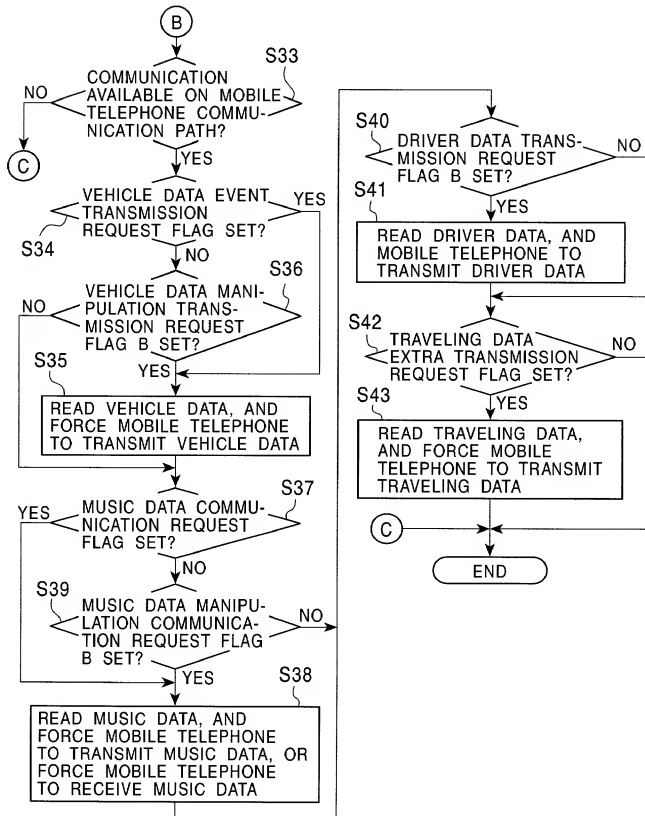 B
S33
COMMUNICATION
AVAILABLE ON MOBILE
TELEPHONE COMMU-
NICATION PATH?
NO
C
YES
VEHICLE DATA EVENT
TRANSMISSION
REQUEST FLAG SET?
YES
S34
NO
S36
VEHICLE DATA MANI-
PULATION TRANS-
MISSION REQUEST
FLAG B SET?
NO
S35
YES
READ VEHICLE DATA, AND
FORCE MOBILE TELEPHONE
TO TRANSMIT VEHICLE DATA
S37
MUSIC DATA COMMU-
NICATION REQUEST
FLAG SET?
YES
NO
S39
MUSIC DATA MANIPU-
LATION COMMUNICA-
TION REQUEST FLAG
B SET?
NO
YES
S38
READ MUSIC DATA, AND
FORCE MOBILE TELEPHONE
TO TRANSMIT MUSIC DATA, OR
FORCE MOBILE TELEPHONE
TO RECEIVE MUSIC DATA
S40
DRIVER DATA TRANS-
MISSION REQUEST
FLAG B SET?
NO
S41
YES
READ DRIVER DATA, AND
MOBILE TELEPHONE TO
TRANSMIT DRIVER DATA
S42
TRAVELING DATA
EXTRA TRANSMISSION
REQUEST FLAG SET?
NO
S43
YES
READ TRAVELING DATA,
AND FORCE MOBILE
TELEPHONE TO TRANSMIT
TRAVELING DATA
C
END